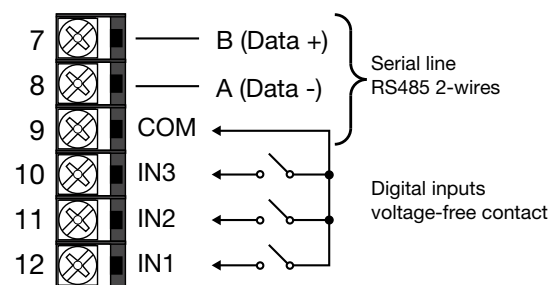 7 B (Data +)
8 A (Data -)
Serial line
RS485 2-wires
9 COM
10 IN3
11 IN2
12 IN1
Digital inputs
voltage-free contact